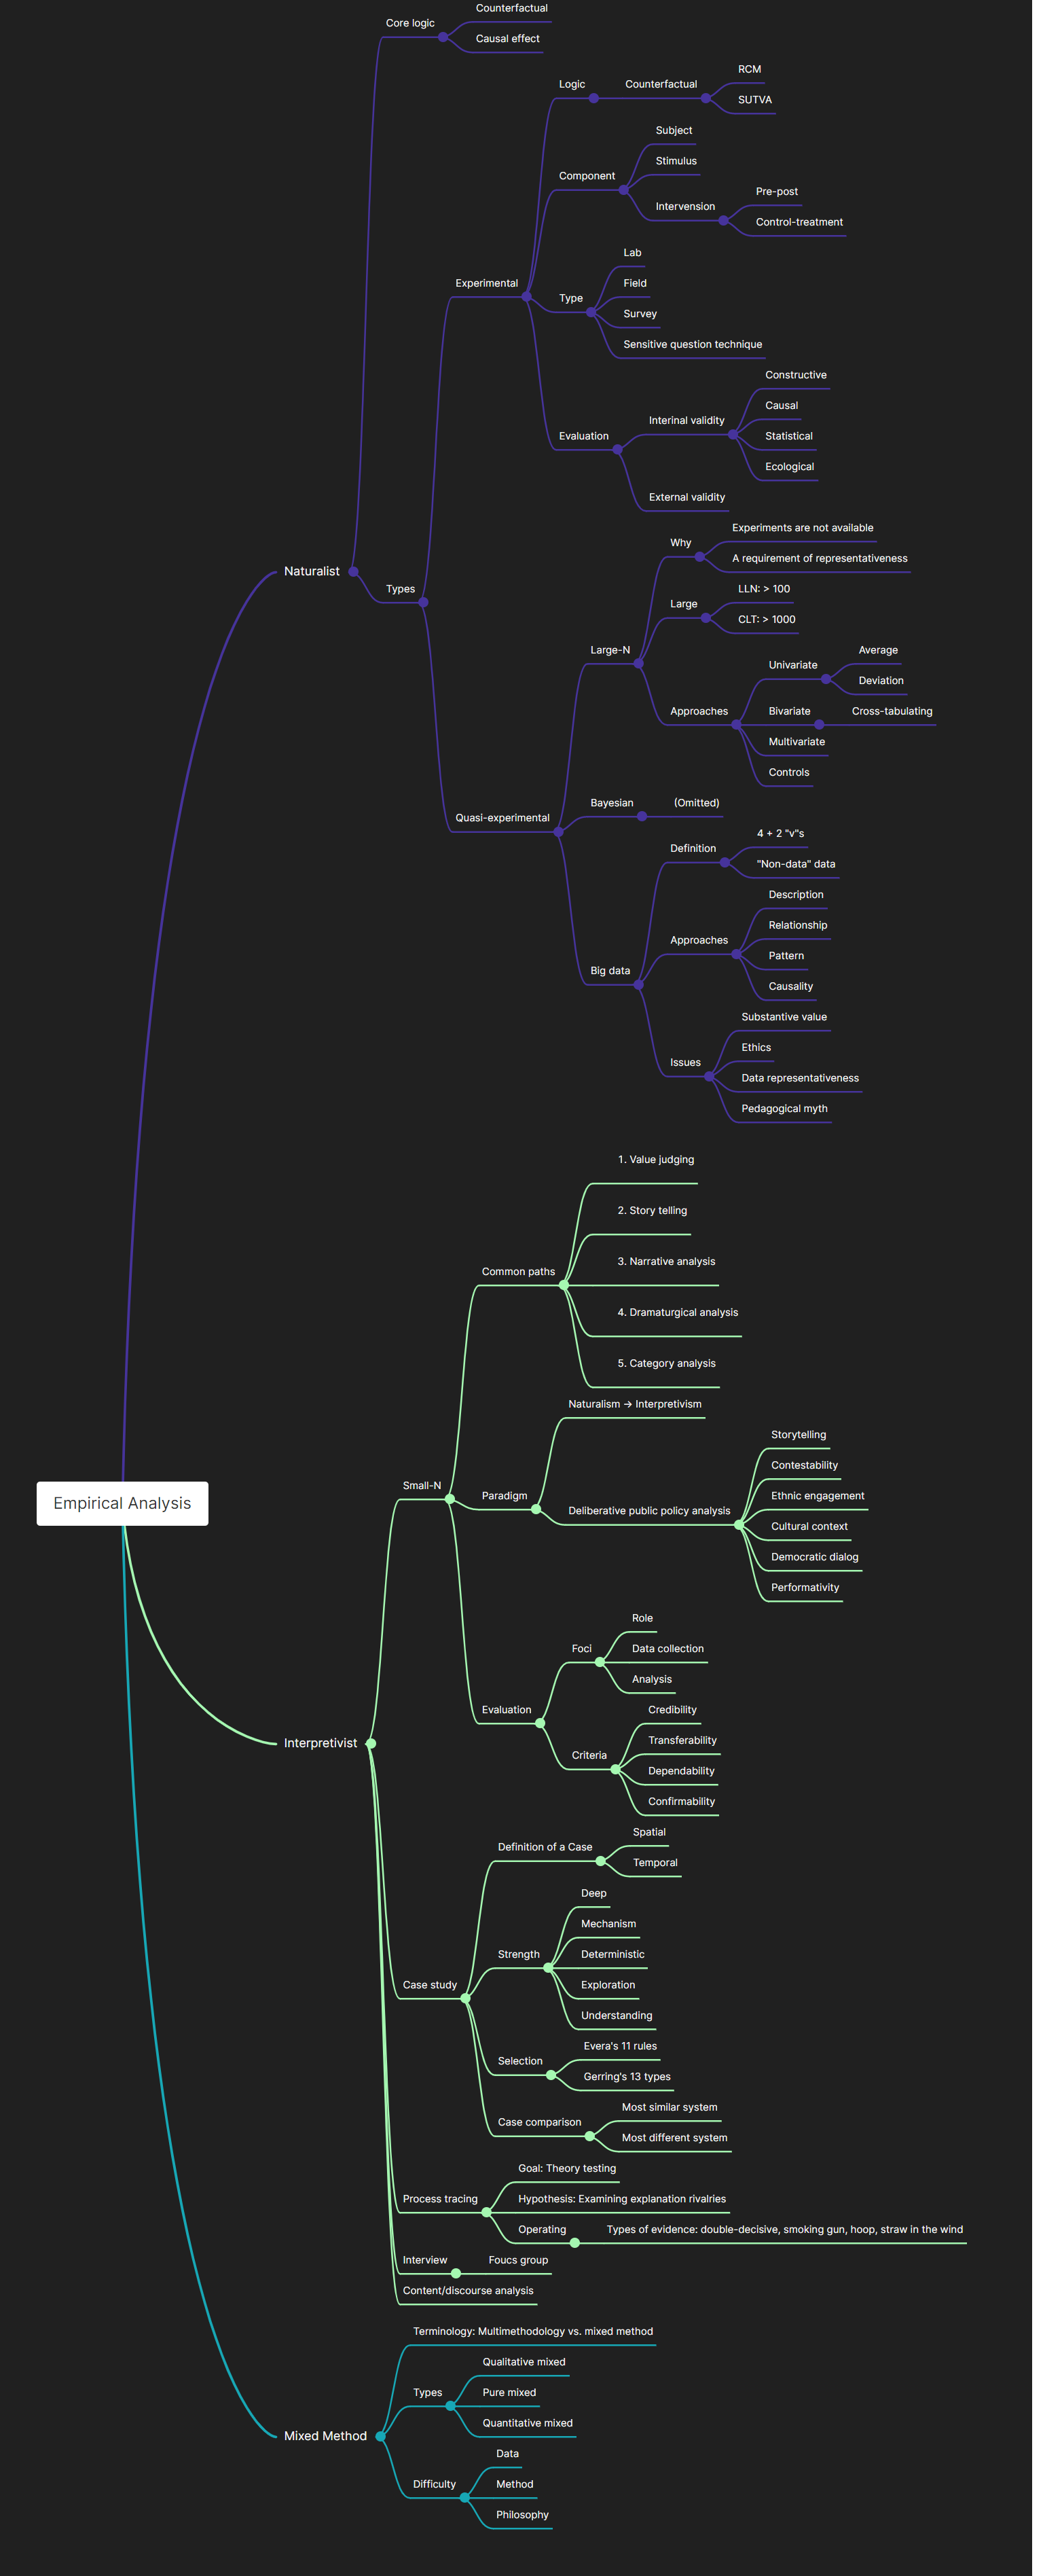 Counterfactual
Core logic
Causal effect
RCM
Logic
Counterfactual
SUTVA
Subject
Stimulus
Component
Pre-post
Intervension
Control-treatment
Lab
Experimental
Field
Type
Survey
Sensitive question technique
Constructive
Causal
Interinal validity
Evaluation
Statistical
Ecological
External validity
Experiments are not available
Why
A requirement of representativeness
Naturalist
Types
LLN: > 100
Large
CLT: > 1000
Large-N
Average
Univariate
Deviation
Approaches
Bivariate
Cross-tabulating
Multivariate
Controls
Bayesian
(Omitted)
Quasi-experimental
4 + 2 "v"s
Definition
"Non-data" data
Description
Relationship
Approaches
Pattern
Big data
Causality
Substantive value
Ethics
Issues
Data representativeness
Pedagogical myth
1. Value judging
2. Story telling
3. Narrative analysis
Common paths
4. Dramaturgical analysis
5. Category analysis
Naturalism → Interpretivism
Storytelling
Contestability
Small-N
Paradigm
Ethnic engagement
Empirical Analysis
Deliberative public policy analysis
Cultural context
Democratic dialog
Performativity
Role
Foci
Data collection
Analysis
Evaluation
Credibility
Transferability
Interpretivist
Criteria
Dependability
Confirmability
Spatial
Definition of a Case
Temporal
Deep
Mechanism
Strength
Deterministic
Case study
Exploration
Understanding
Evera's 11 rules
Selection
Gerring's 13 types
Most similar system
Case comparison
Most different system
Goal: Theory testing
Process tracing
Hypothesis: Examining explanation rivalries
Operating
Types of evidence: double-decisive, smoking gun, hoop, straw in the wind
Interview
Foucs group
Content/discourse analysis
Terminology: Multimethodology vs. mixed method
Qualitative mixed
Types
Pure mixed
Quantitative mixed
Mixed Method
Data
Difficulty
Method
Philosophy